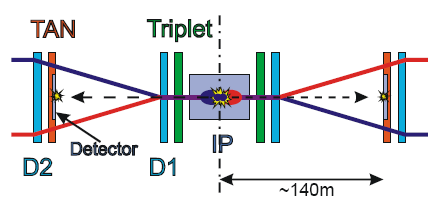 TAN
Triplet
Detector
IP
D2
D1
~140m